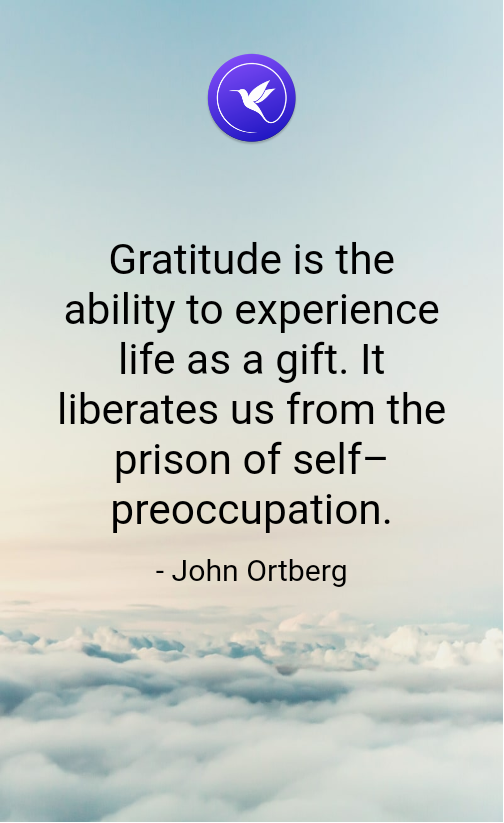 Gratitude is the
ability to experience
life as a gift. It
liberates us from the
prison of self–
preoccupation.
- John Ortberg